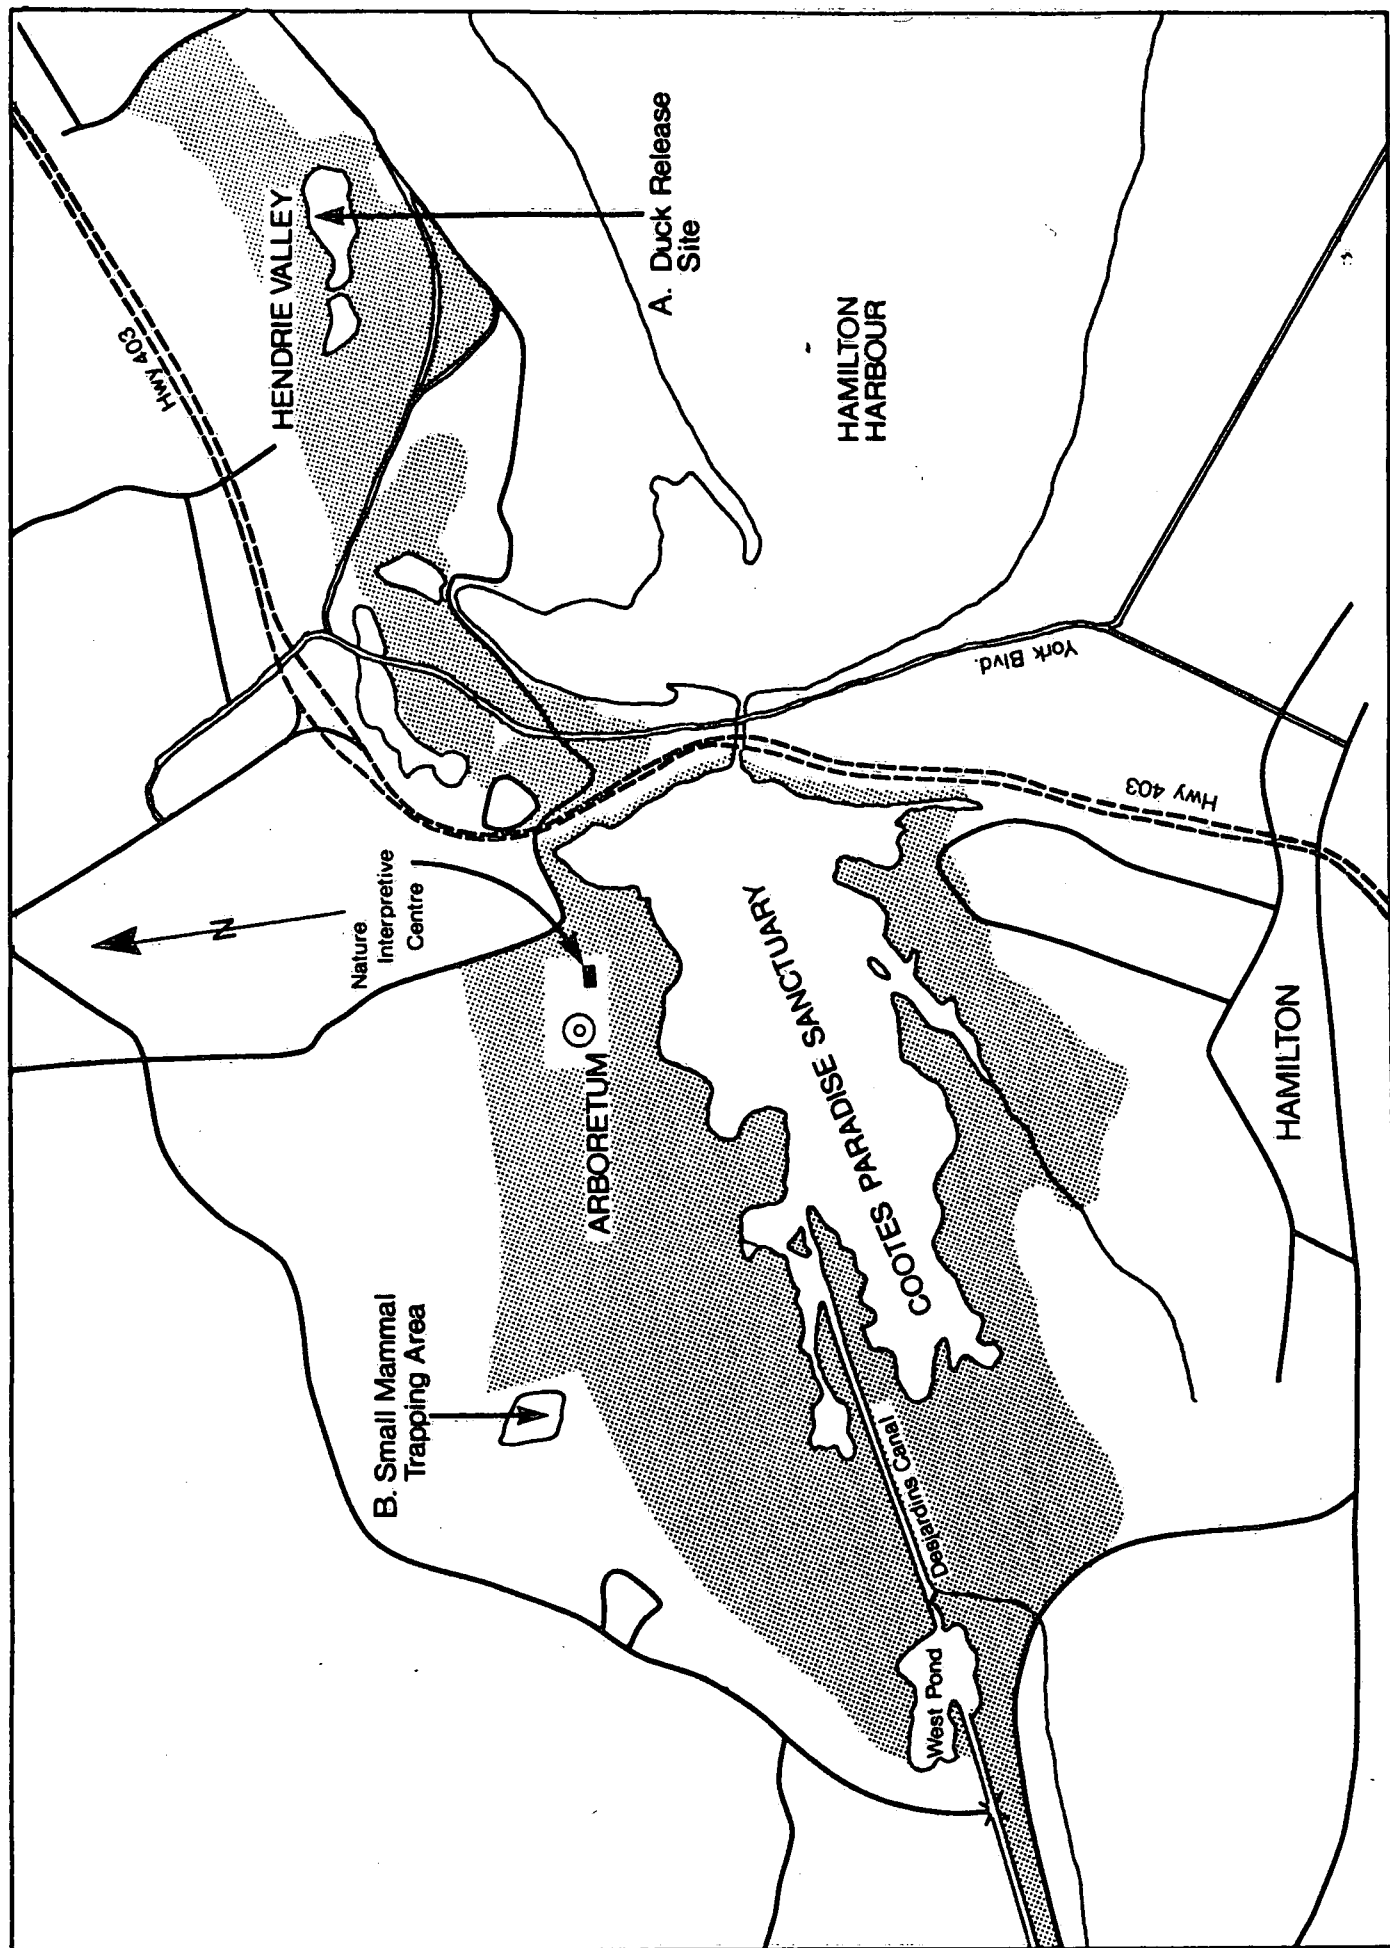 Hwy 403
HENDRIE VALLEY
A. Duck Release
Site
HAMILTON
HARBOUR
York Blvd.
Hwy 403
N
Nature
Interpretive
Centre
ARBORETUM
COOTES PARADISE SANCTUARY
HAMILTON
B. Small Mammal
Trapping Area
Desjardins Canal
West Pond